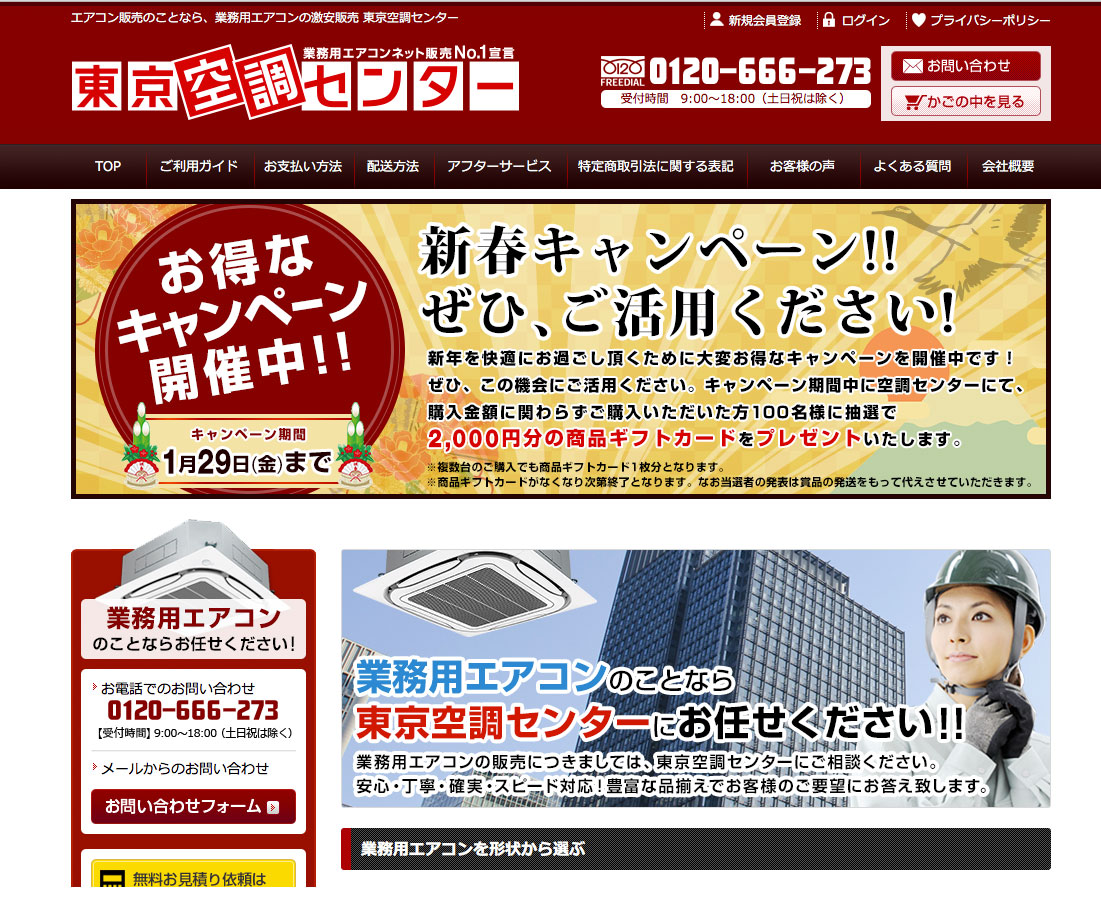 エアコン販売のことなら、業務用エアコンの激安販売 東京空調センター
新規会員登録 ログイン プライバシーポリシー
業務用エアコンネット販売No.1宣言
東京空調センター
FREEDIAL 0120-666-273
受付時間 9:00～18:00（土日祝は除く）
お問い合わせ
かごの中を見る
TOP ご利用ガイド お支払い方法 配送方法 アフターサービス 特定商取引法に関する表記 お客様の声 よくある質問 会社概要
お得な
キャンペーン
開催中!!
キャンペーン期間
1月29日(金)まで
新春キャンペーン!!
ぜひ、ご活用ください!
新年を快適にお過ごし頂くために大変お得なキャンペーンを開催中です！
ぜひ、この機会にご活用ください。キャンペーン期間中に空調センターにて、
購入金額に関わらずご購入いただいた方100名様に抽選で
2,000円分の商品ギフトカードをプレゼントいたします。
※複数台のご購入でも商品ギフトカード1枚分となります。
※商品ギフトカードがなくなり次第終了となります。なお当選者の発表は賞品の発送をもって代えさせていただきます。
業務用エアコン
のことならお任せください!
お電話でのお問い合わせ
0120-666-273
【受付時間】9:00～18:00（土日祝は除く）
メールからのお問い合わせ
お問い合わせフォーム
無料お見積り依頼は
業務用エアコンのことなら
東京空調センターにお任せください!!
業務用エアコンの販売につきましては、東京空調センターにご相談ください。
安心・丁寧・確実・スピード対応！豊富な品揃えでお客様のご要望にお答え致します。
業務用エアコンを形状から選ぶ